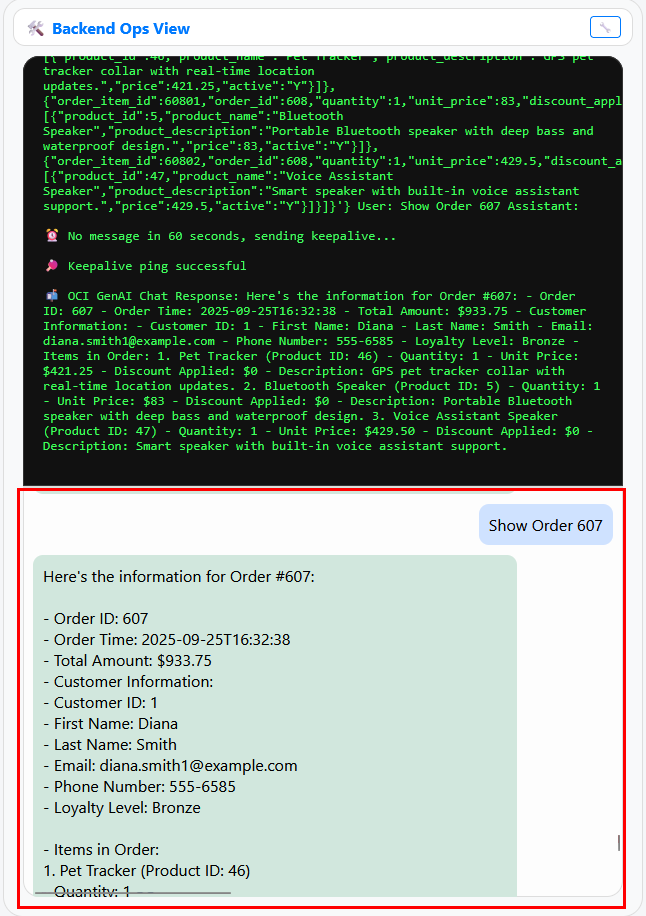 Backend Ops View
[{"product_id":46,"product_name":"Pet Tracker","product_description":"GPS pet
tracker collar with real-time location
updates.","price":421.25,"active":"Y"}]},
{"order_item_id":60801,"order_id":608,"quantity":1,"unit_price":83,"discount_appl
[{"product_id":5,"product_name":"Bluetooth
Speaker","product_description":"Portable Bluetooth speaker with deep bass and
waterproof design.","price":83,"active":"Y"}]},
{"order_item_id":60802,"order_id":608,"quantity":1,"unit_price":429.5,"discount_a
[{"product_id":47,"product_name":"Voice Assistant
Speaker","product_description":"Smart speaker with built-in voice assistant
support.","price":429.5,"active":"Y"}]}]}'} User: Show Order 607 Assistant:
No message in 60 seconds, sending keepalive...
Keepalive ping successful
OCI GenAI Chat Response: Here's the information for Order #607: - Order
ID: 607 - Order Time: 2025-09-25T16:32:38 - Total Amount: $933.75 - Customer
Information: - Customer ID: 1 - First Name: Diana - Last Name: Smith - Email:
diana.smith1@example.com - Phone Number: 555-6585 - Loyalty Level: Bronze -
Items in Order: 1. Pet Tracker (Product ID: 46) - Quantity: 1 - Unit Price:
$421.25 - Discount Applied: $0 - Description: GPS pet tracker collar with
real-time location updates. 2. Bluetooth Speaker (Product ID: 5) - Quantity: 1
- Unit Price: $83 - Discount Applied: $0 - Description: Portable Bluetooth
speaker with deep bass and waterproof design. 3. Voice Assistant Speaker
(Product ID: 47) - Quantity: 1 - Unit Price: $429.50 - Discount Applied: $0 -
Description: Smart speaker with built-in voice assistant support.
Show Order 607
Here's the information for Order #607:
- Order ID: 607
- Order Time: 2025-09-25T16:32:38
- Total Amount: $933.75
- Customer Information:
- Customer ID: 1
- First Name: Diana
- Last Name: Smith
- Email: diana.smith1@example.com
- Phone Number: 555-6585
- Loyalty Level: Bronze
- Items in Order:
1. Pet Tracker (Product ID: 46)
- Quantity: 1